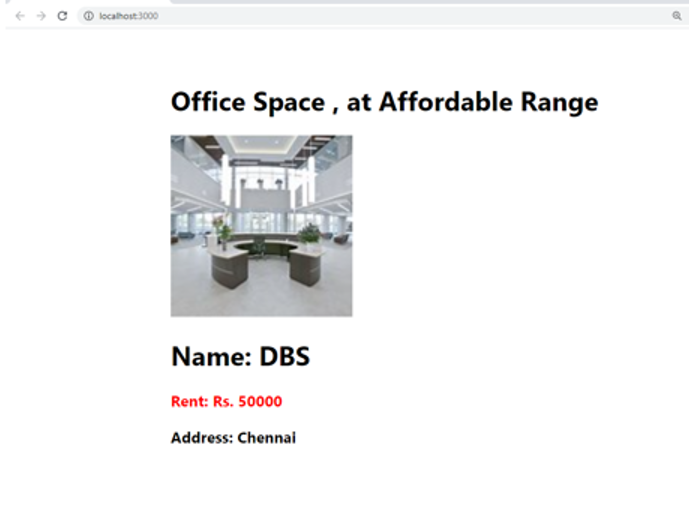 localhost:3000
Office Space , at Affordable Range
Name: DBS
Rent: Rs. 50000
Address: Chennai